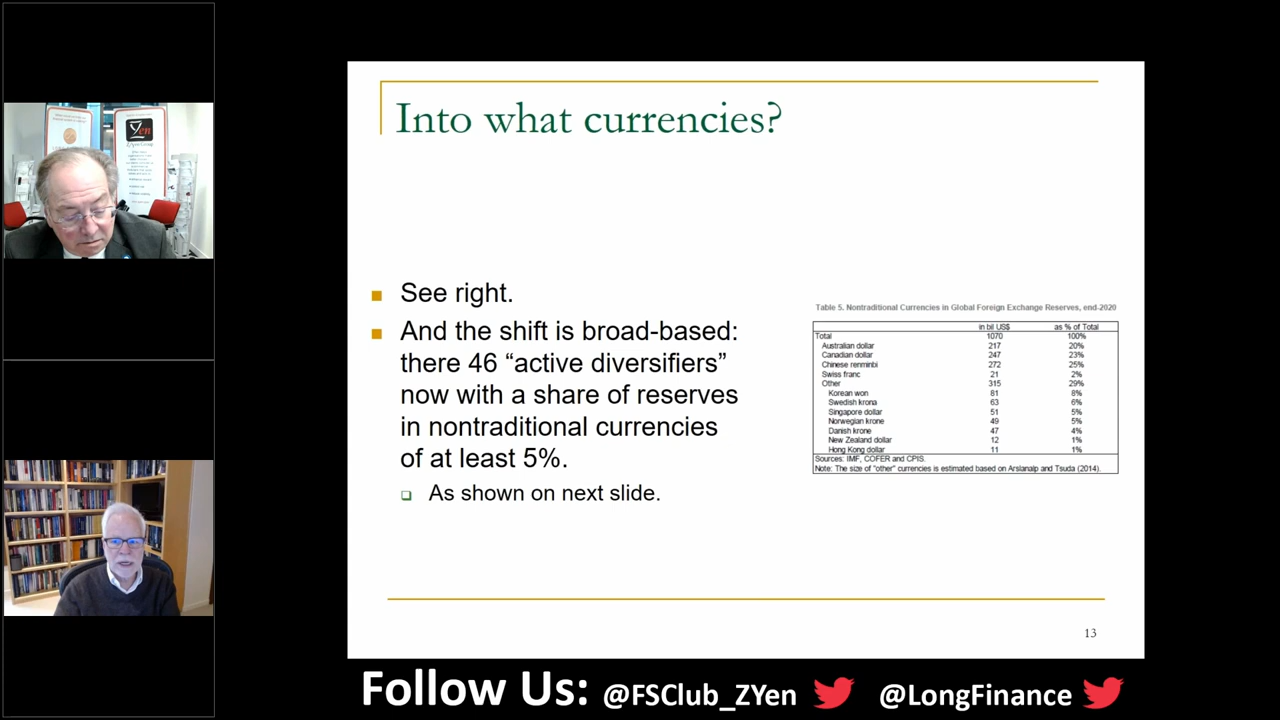 Into what currencies?
See right.
And the shift is broad-based:
there 46 “active diversifiers”
now with a share of reserves
in nontraditional currencies
of at least 5%.
As shown on next slide.
Table 5. Nontraditional Currencies in Global Foreign Exchange Reserves, end-2020
in bil US$ as % of Total
Total 1070 100%
Australian dollar 217 20%
Canadian dollar 247 23%
Chinese renminbi 272 25%
Swiss franc 21 2%
Other 315 29%
Korean won 81 8%
Swedish krona 63 6%
Singapore dollar 51 5%
Norwegian krone 49 5%
Danish krone 47 4%
New Zealand dollar 12 1%
Hong Kong dollar 11 1%
Sources: IMF, COFER and CPIS.
Note: The size of "other" currencies is estimated based on Arslanalp and Tsuda (2014).
13
Follow Us: @FSClub_ZYen @LongFinance